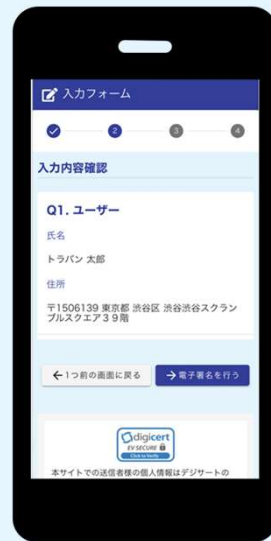 入力フォーム
2 3 4
入力内容確認
Q1. ユーザー
氏名
トラバン 太郎
住所
〒1506139 東京都 渋谷区 渋谷渋谷スクラン
ブルスクエア39階
←1つ前の画面に戻る →電子署名を行う
digicert
EV SECURE
Click to Verify
本サイトでの送信者様の個人情報はデジサートの